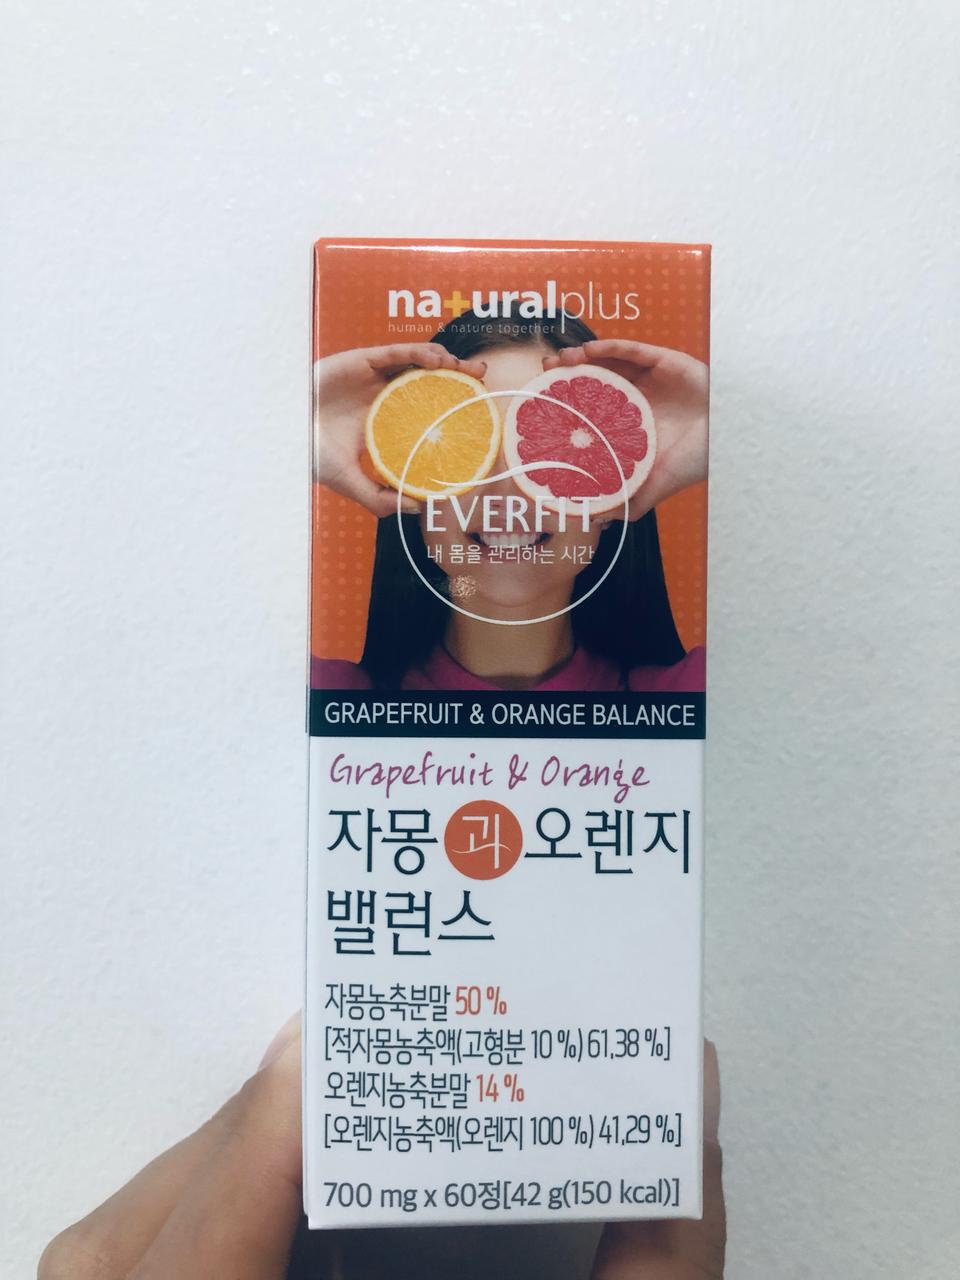 na+uralplus
human & nature together
EVERFIT
내 몸을 관리하는 시간
GRAPEFRUIT & ORANGE BALANCE
Grapefruit & Orange
자몽과오렌지
밸런스
자몽농축분말 50 %
[적자몽농축액(고형분 10 %) 61.38 %]
오렌지농축분말 14 %
[오렌지농축액(오렌지 100 %) 41.29 %]
700 mg x 60정[42 g(150 kcal)]